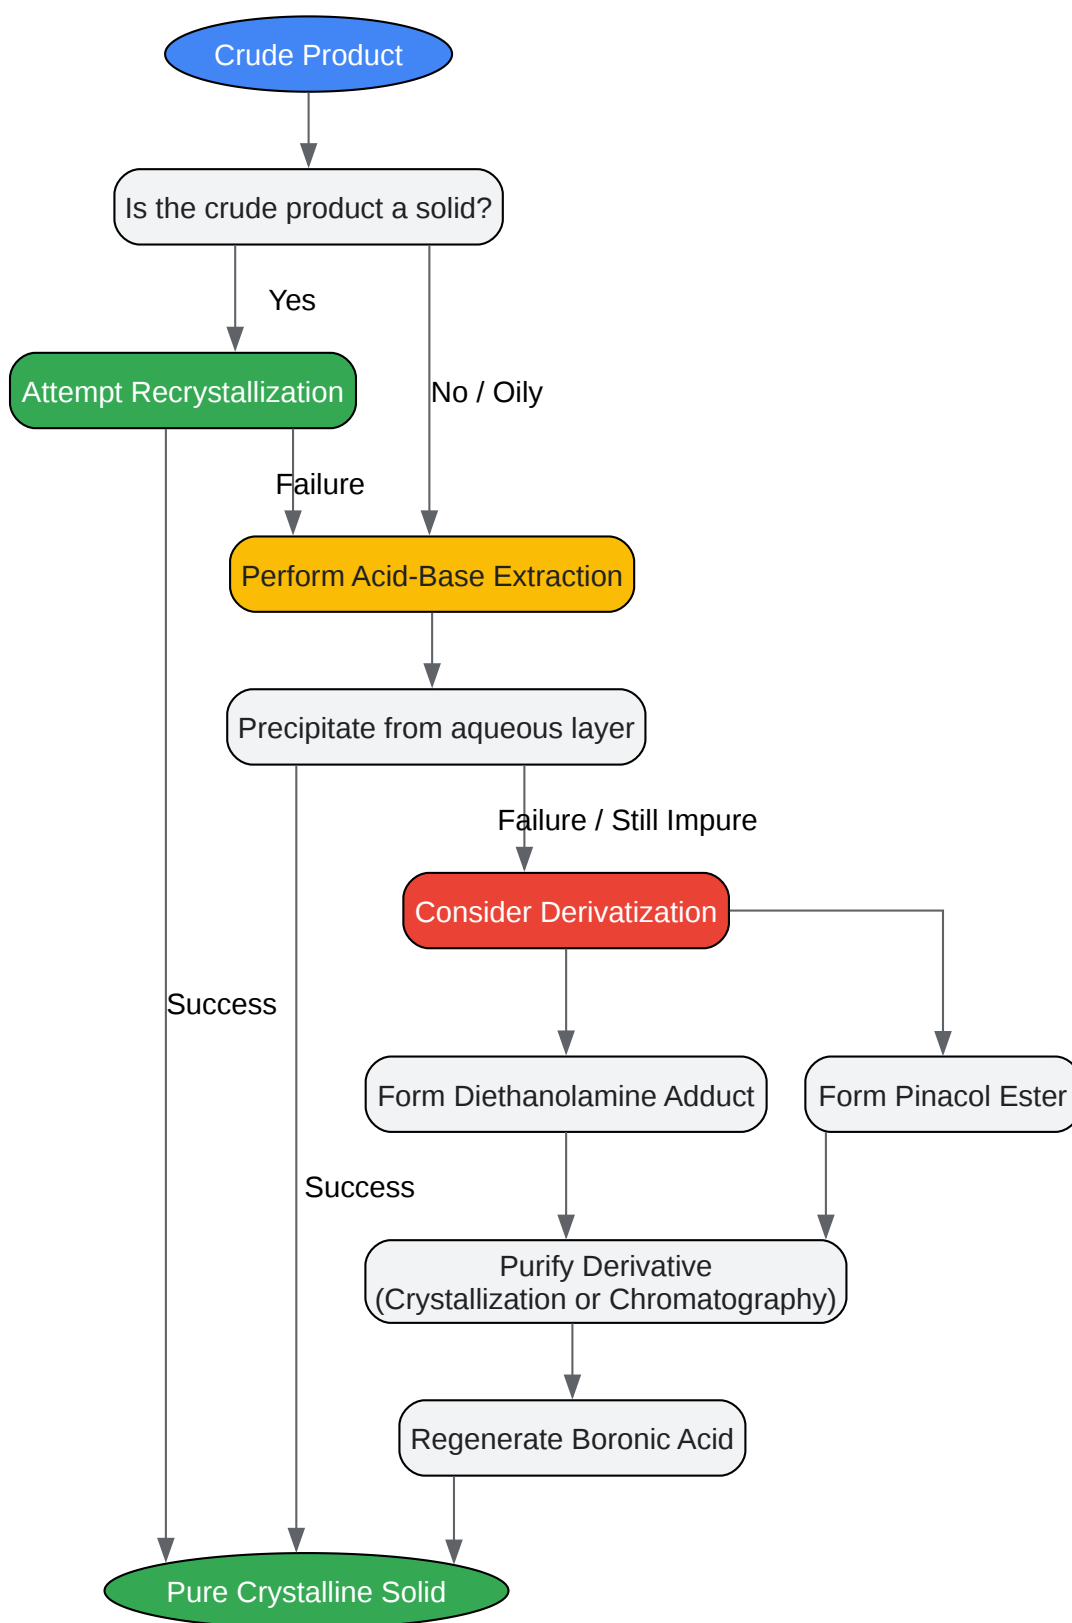 Crude Product
Is the crude product a solid?
Yes
Attempt Recrystallization
No / Oily
Failure
Perform Acid-Base Extraction
Precipitate from aqueous layer
Failure / Still Impure
Consider Derivatization
Success
Form Diethanolamine Adduct
Form Pinacol Ester
Success
Purify Derivative
(Crystallization or Chromatography)
Regenerate Boronic Acid
Pure Crystalline Solid